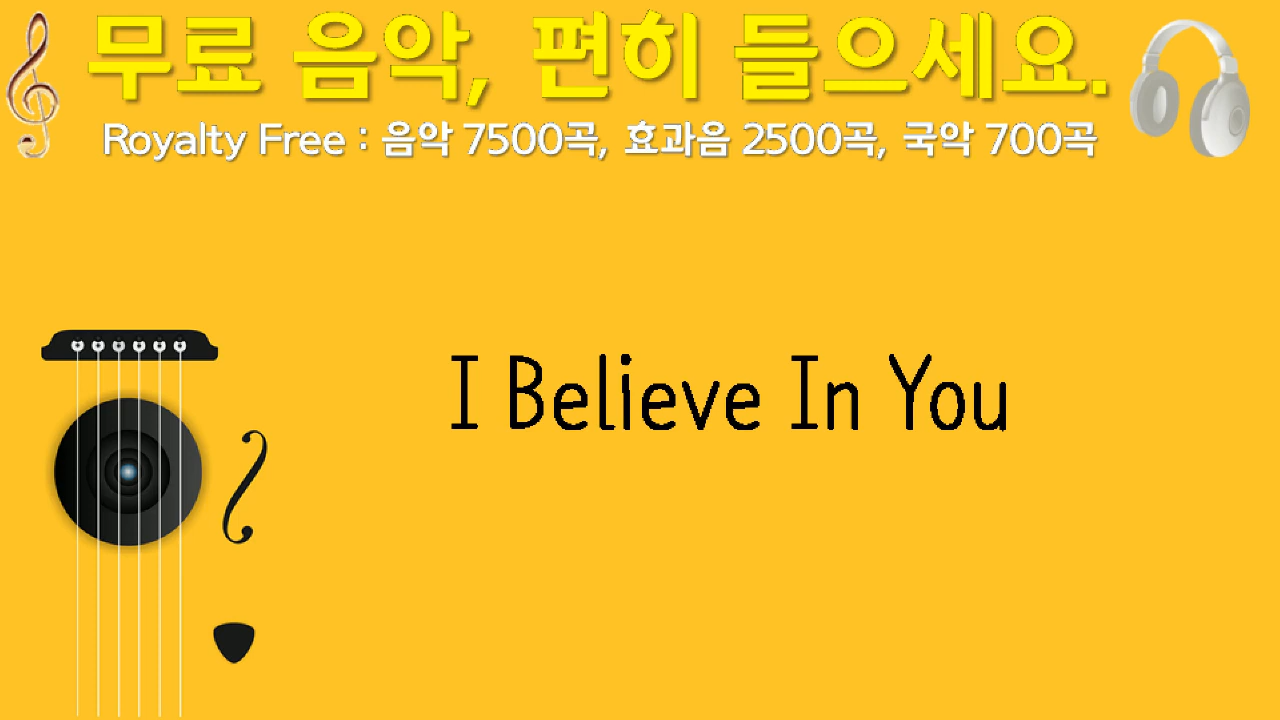 무료 음악, 편히 들으세요.
Royalty Free : 음악 7500곡, 효과음 2500곡, 국악 700곡
I Believe In You